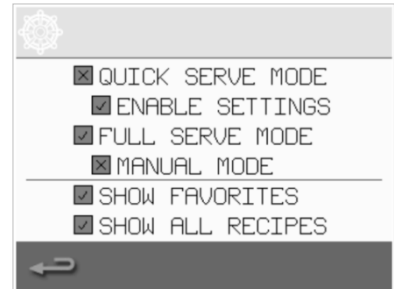 QUICK SERVE MODE
ENABLE SETTINGS
FULL SERVE MODE
MANUAL MODE
SHOW FAVORITES
SHOW ALL RECIPES